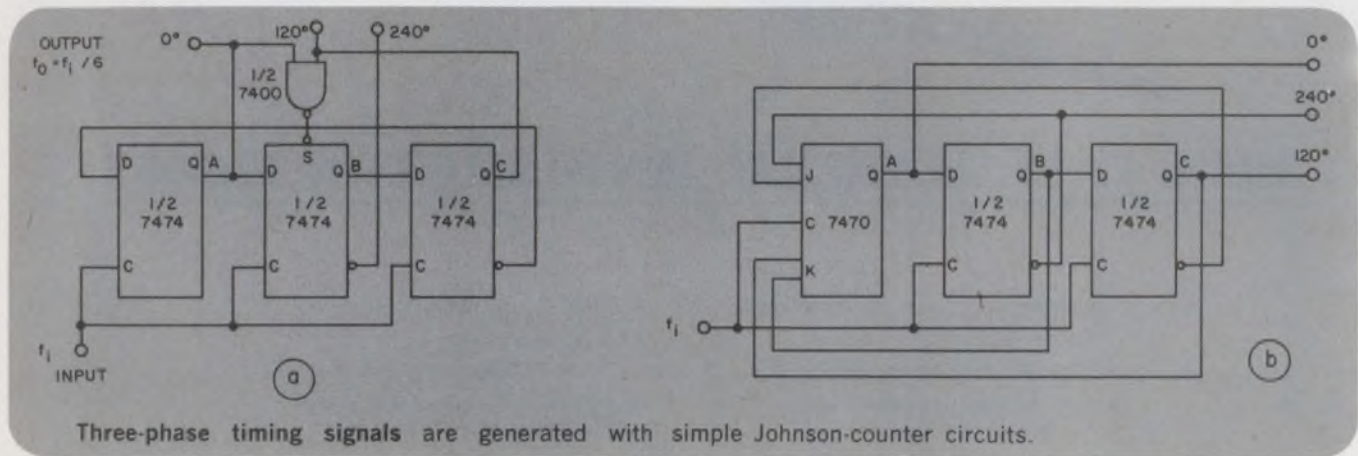 OUTPUT
fO = fi / 6
0°
120°
240°
1/2
7400
D Q A
1/2
7474
C
S
D Q B
1/2
7474
C
D Q C
1/2
7474
C
fi
INPUT
a
0°
240°
120°
J Q A
C 7470
K
D Q B
1/2
7474
C
D Q C
1/2
7474
C
fi
b
Three-phase timing signals are generated with simple Johnson-counter circuits.